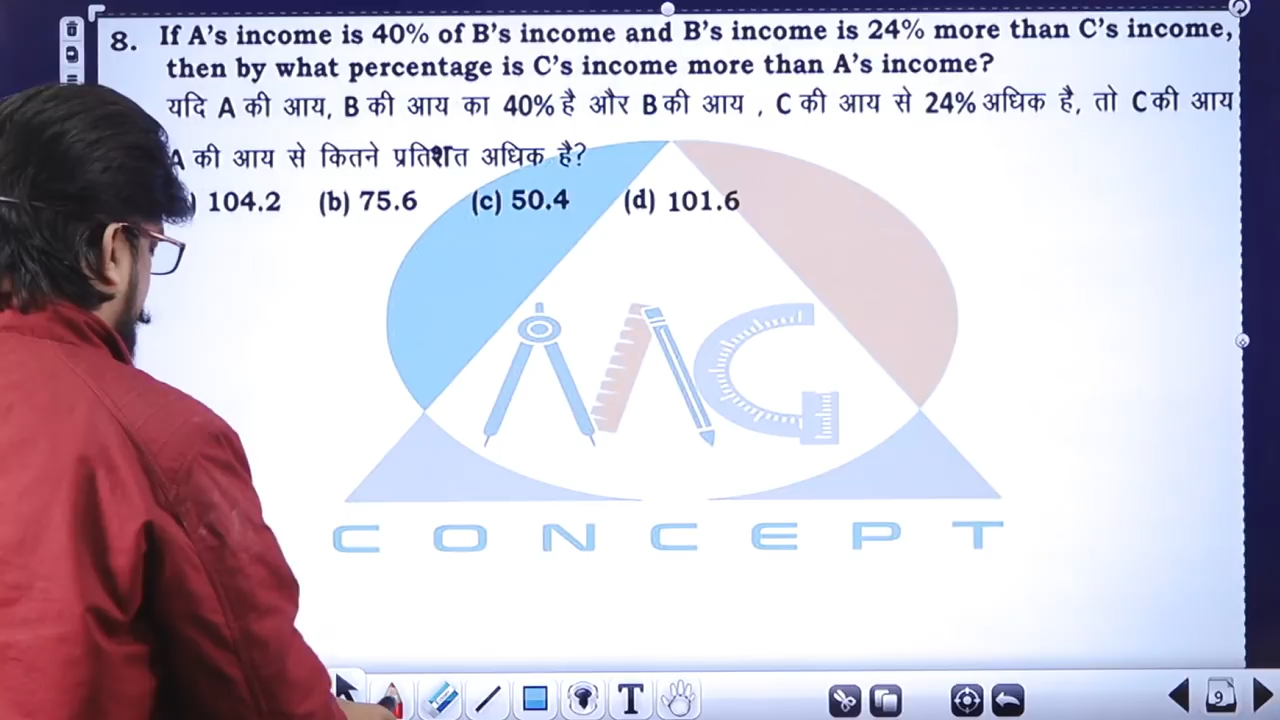 8. If A's income is 40% of B's income and B's income is 24% more than C's income,
then by what percentage is C's income more than A's income?
यदि A की आय, B की आय का 40% है और B की आय , C की आय से 24% अधिक है, तो C की आय
A की आय से कितने प्रतिशत अधिक है?
) 104.2 (b) 75.6 (c) 50.4 (d) 101.6
CONCEPT
T
9